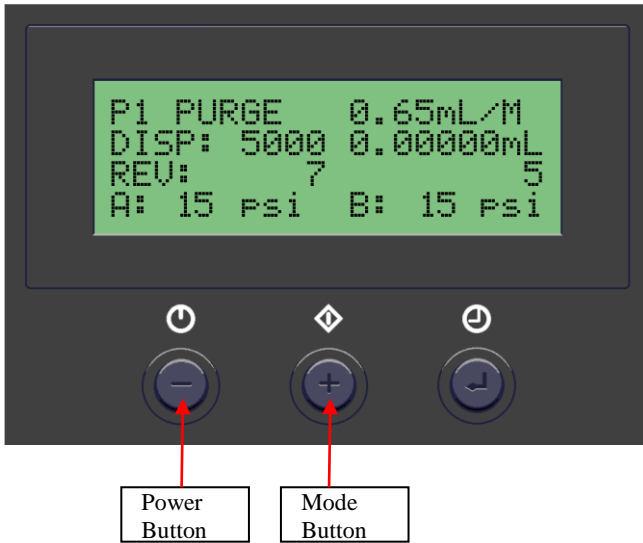 P1 PURGE 0.65mL/M
DISP: 5000 0.00000mL
REV: 7 5
A: 15 psi B: 15 psi
- +
Power Button
Mode Button